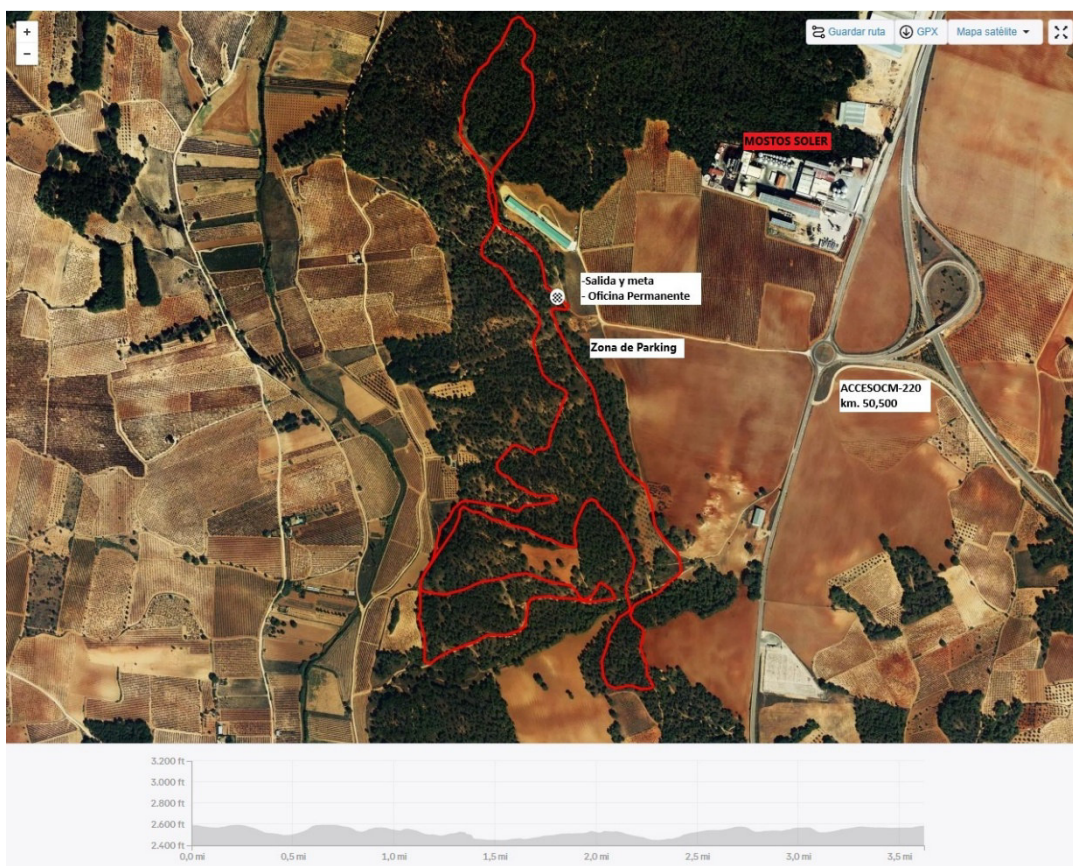 +
Guardar ruta
GPX
Mapa satélite
−
MOSTOS SOLER
-Salida y meta
- Oficina Permanente
Zona de Parking
ACCESOCM-220
km. 50,500
3.200 ft
3.000 ft
2.800 ft
2.600 ft
2.400 ft
0,0 mi
0,5 mi
1,0 mi
1,5 mi
2,0 mi
2,5 mi
3,0 mi
3,5 mi